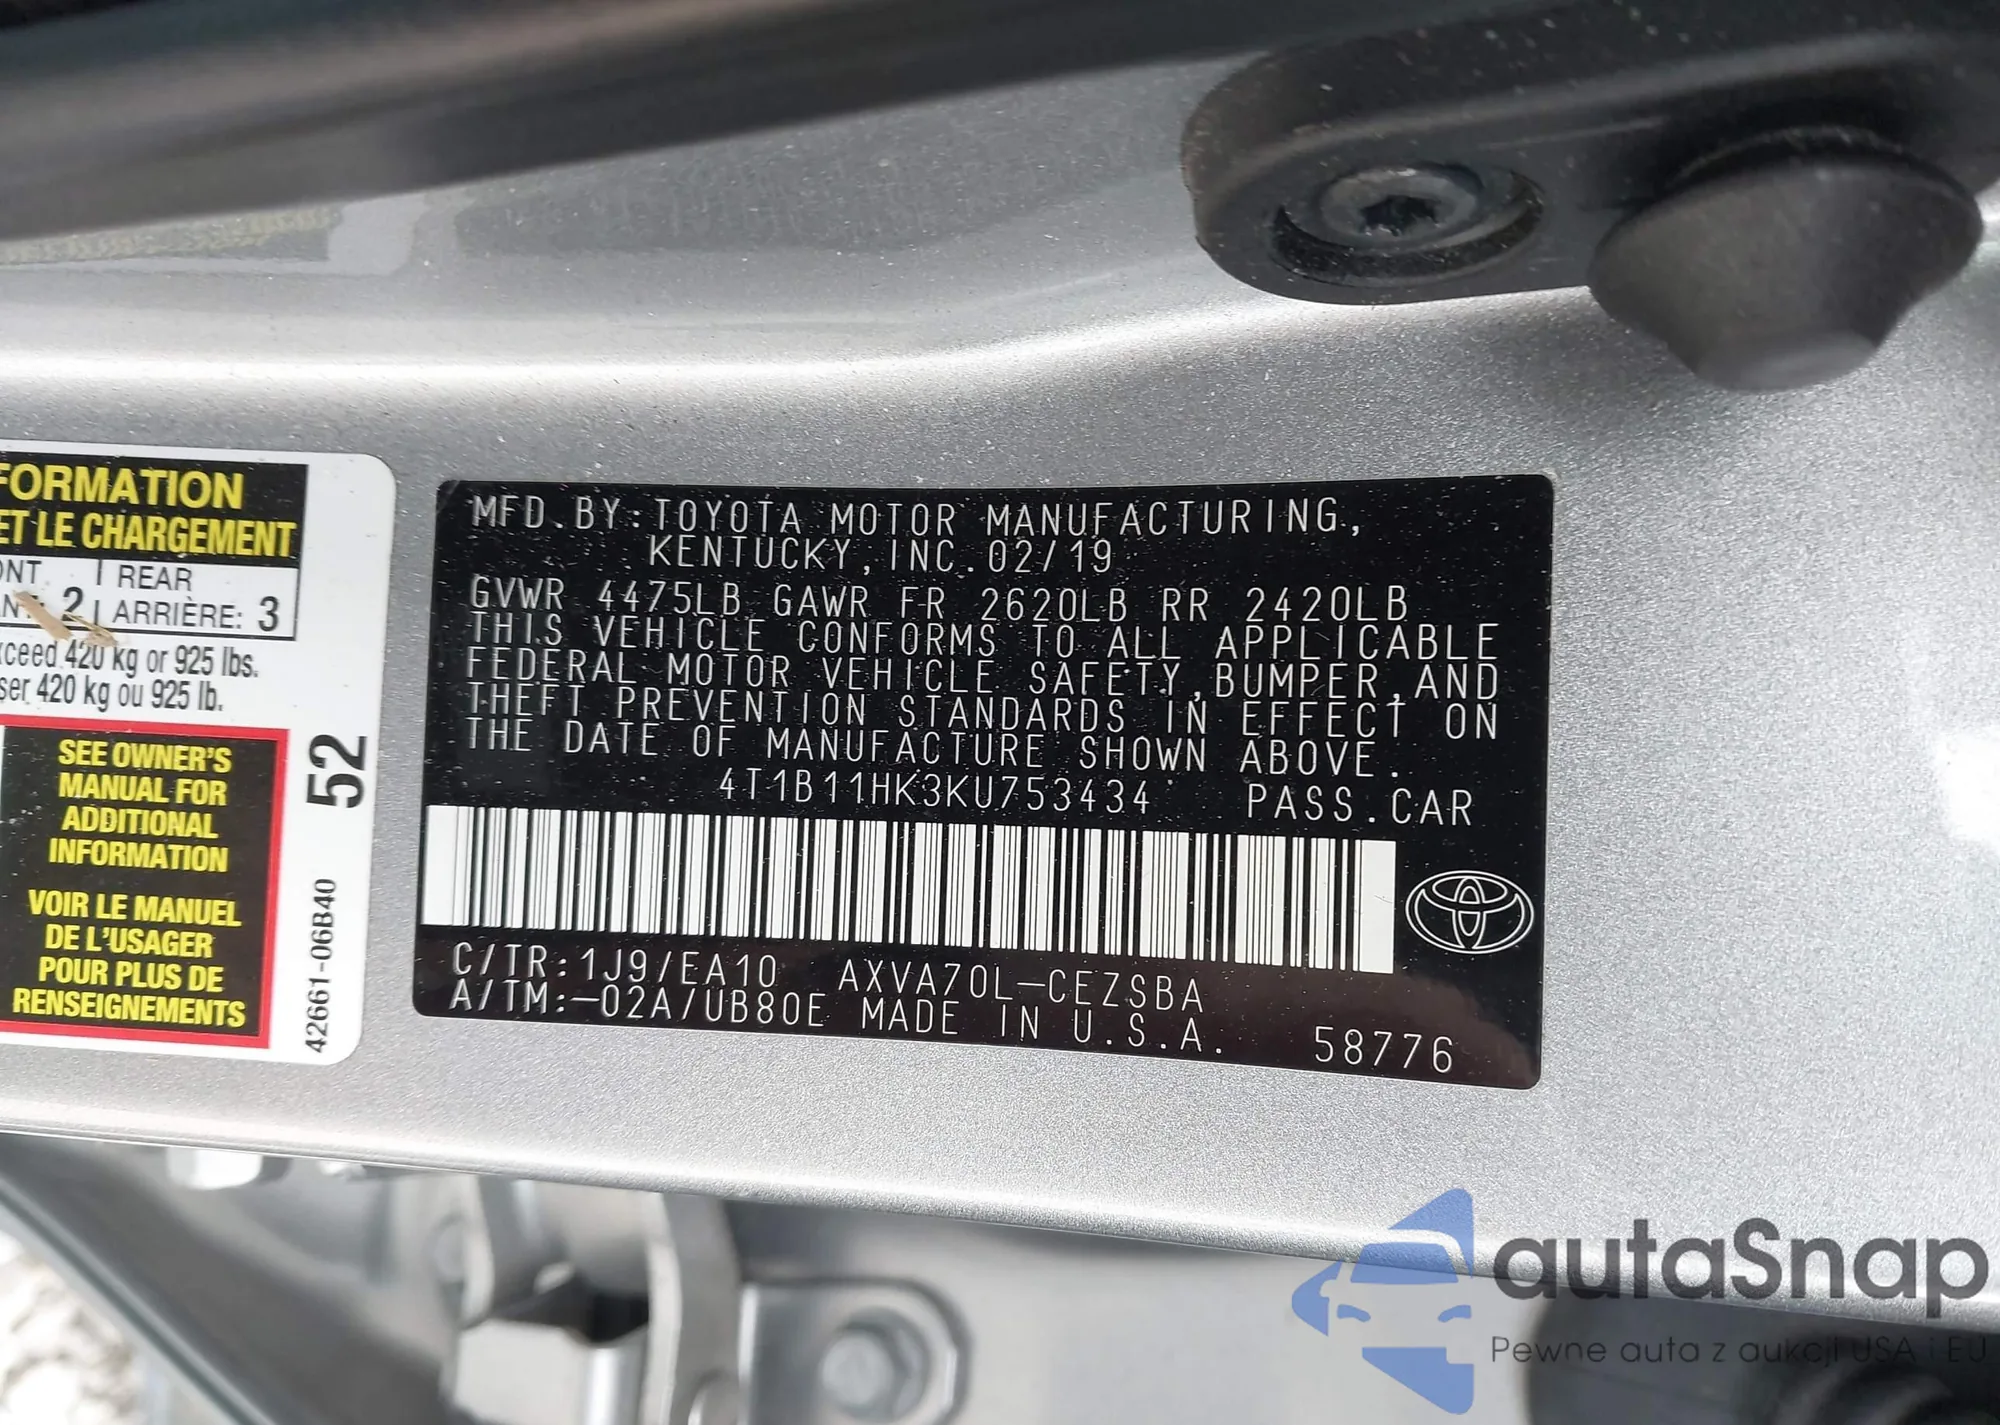 FORMATION
ET LE CHARGEMENT
REAR
2 ARRIÈRE: 3
xceed 420 kg or 925 lbs.
ser 420 kg ou 925 lb.
SEE OWNER'S
MANUAL FOR
ADDITIONAL
INFORMATION
VOIR LE MANUEL
DE L'USAGER
POUR PLUS DE
RENSEIGNEMENTS
52
42661-06B40
MFD.BY:TOYOTA MOTOR MANUFACTURING,
KENTUCKY,INC.02/19
GVWR 4475LB GAWR FR 2620LB RR 2420LB
THIS VEHICLE CONFORMS TO ALL APPLICABLE
FEDERAL MOTOR VEHICLE SAFETY,BUMPER,AND
THEFT PREVENTION STANDARDS IN EFFECT ON
THE DATE OF MANUFACTURE SHOWN ABOVE.
4T1B11HK3KU753434 PASS.CAR
C/TR:1J9/EA10 AXVA70L-CEZSBA
A/TM:-02A/UB80E MADE IN U.S.A. 58776
autaSnap
Pewne auta z aukcji USA i EU